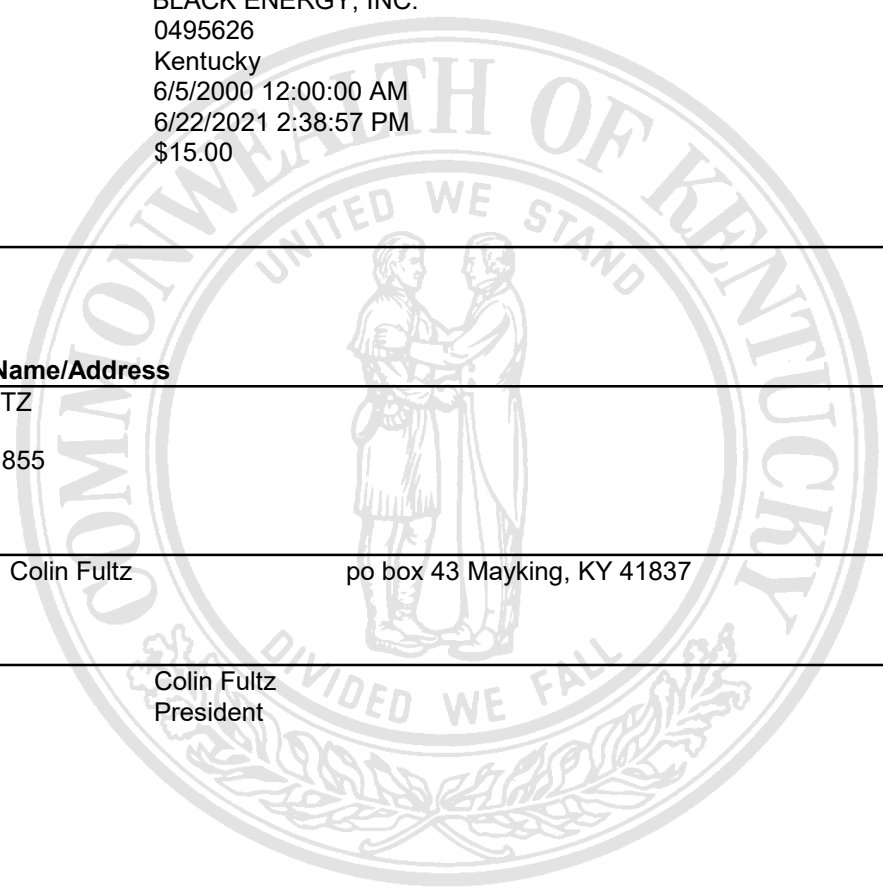 BLACK ENERGY, INC.
0495626
Kentucky
6/5/2000 12:00:00 AM
6/22/2021 2:38:57 PM
$15.00
COMMONWEALTH OF KENTUCKY
UNITED WE STAND
Name/Address
TZ
855
Colin Fultz po box 43 Mayking, KY 41837
DIVIDED WE FALL
Colin Fultz
President